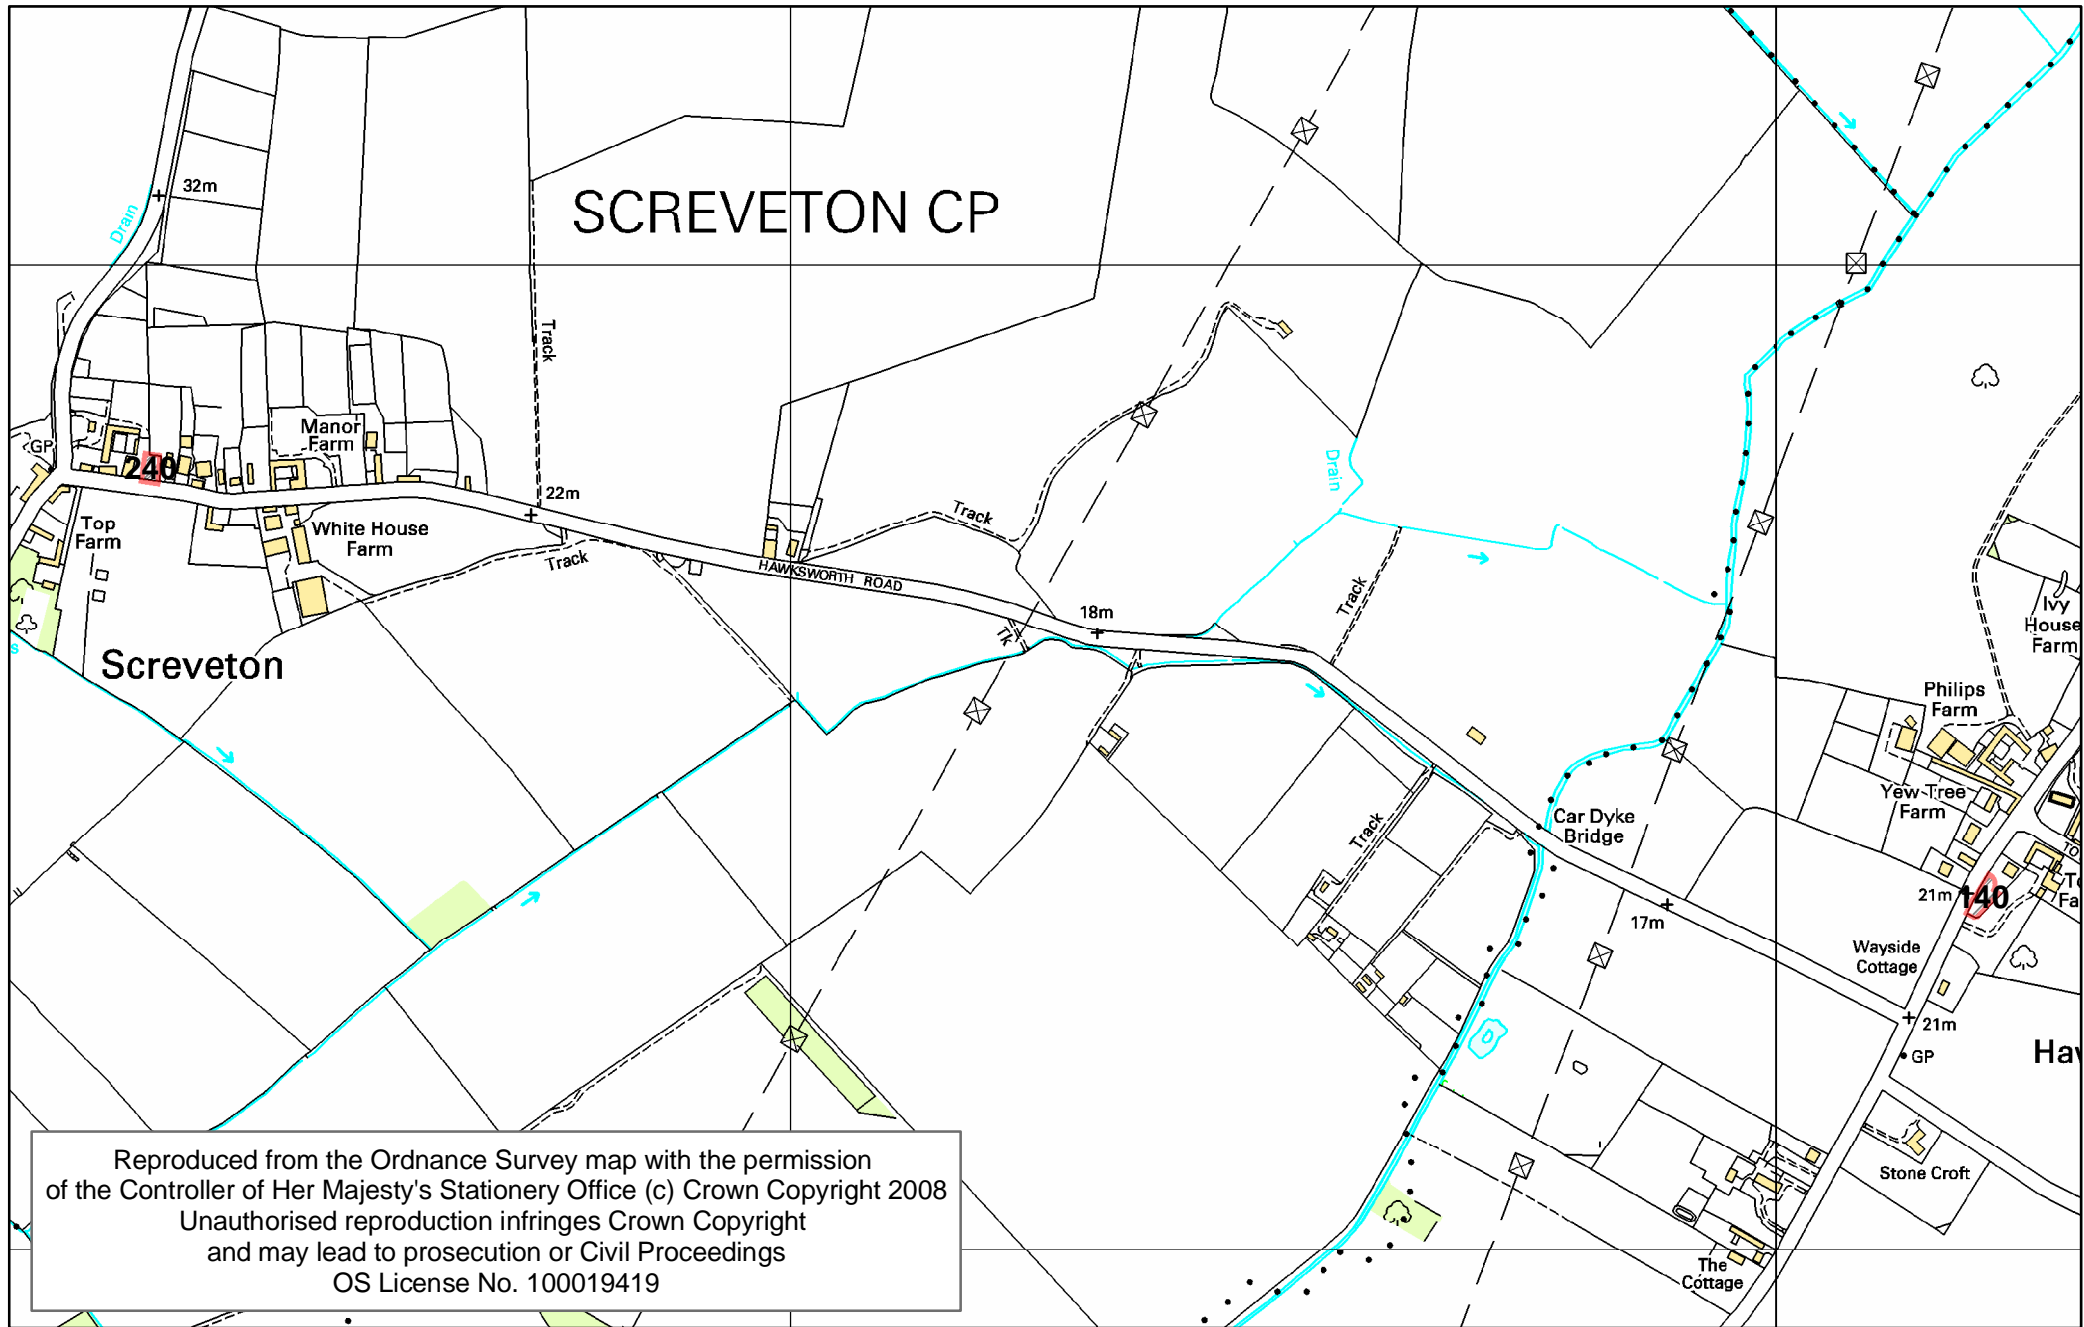 32m
Drain
SCREVETON CP
Track
Manor
Farm
GP
240
22m
Top
Farm
White House
Farm
Track
Track
HAWKSWORTH ROAD
Drain
Track
18m
Tk
Screveton
s
Ivy
House
Farm
Philips
Farm
Yew Tree
Farm
Car Dyke
Bridge
Track
To
To
Fa
21m
140
17m
Wayside
Cottage
21m
GP
Ha
Stone Croft
The
Cottage
Reproduced from the Ordnance Survey map with the permission
of the Controller of Her Majesty's Stationery Office (c) Crown Copyright 2008
Unauthorised reproduction infringes Crown Copyright
and may lead to prosecution or Civil Proceedings
OS License No. 100019419